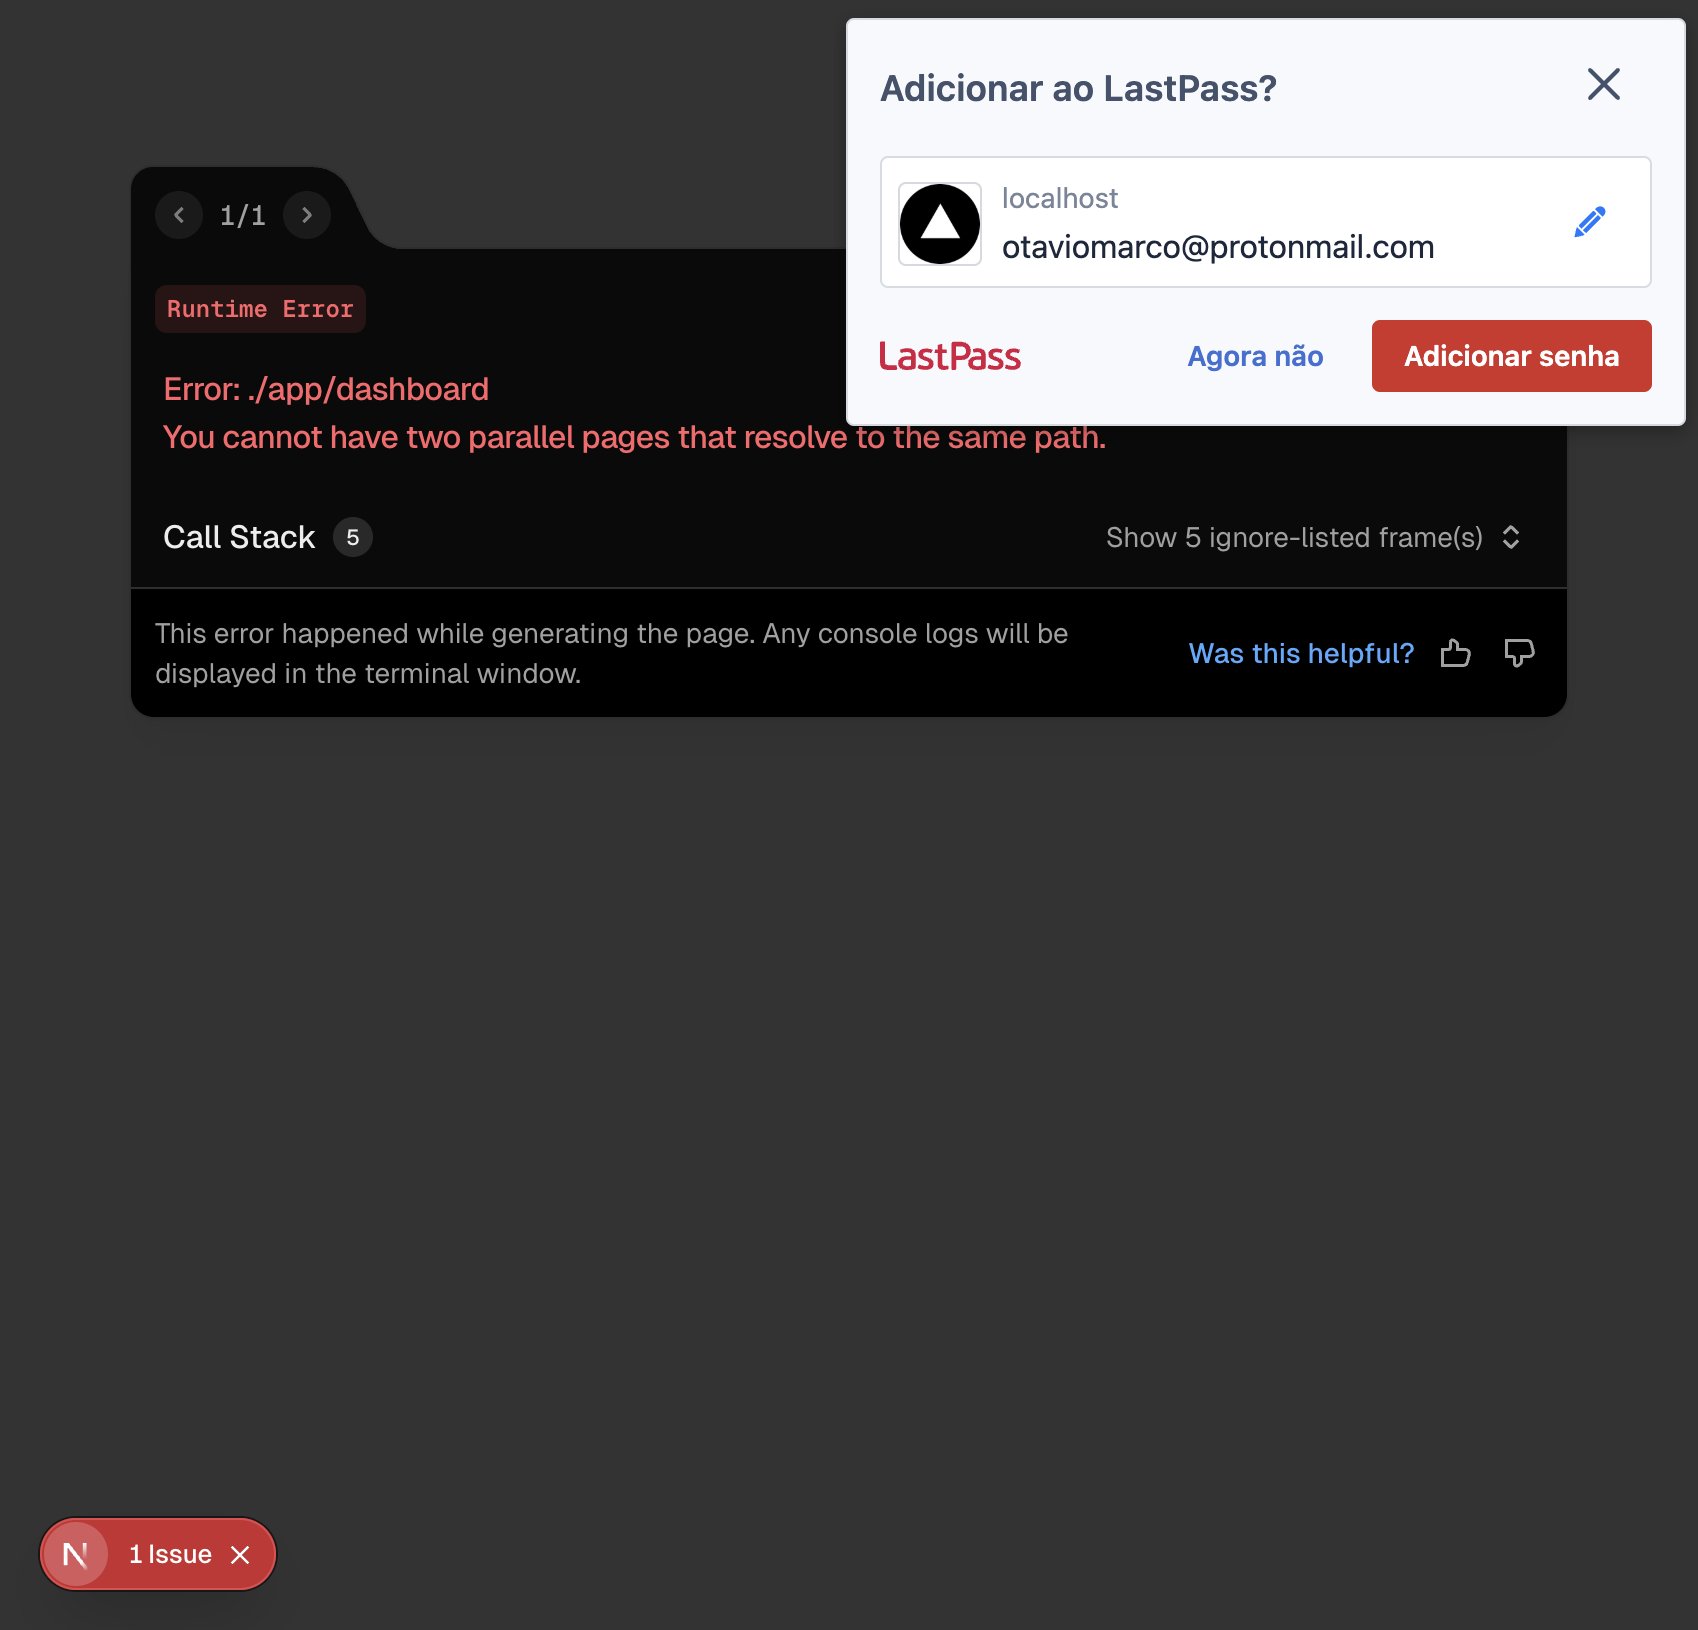 Adicionar ao LastPass?
localhost
otaviomarco@protonmail.com
LastPass
Agora não
Adicionar senha
1/1
Runtime Error
Error: ./app/dashboard
You cannot have two parallel pages that resolve to the same path.
Call Stack 5
Show 5 ignore-listed frame(s)
This error happened while generating the page. Any console logs will be
displayed in the terminal window.
Was this helpful?
N
1 Issue